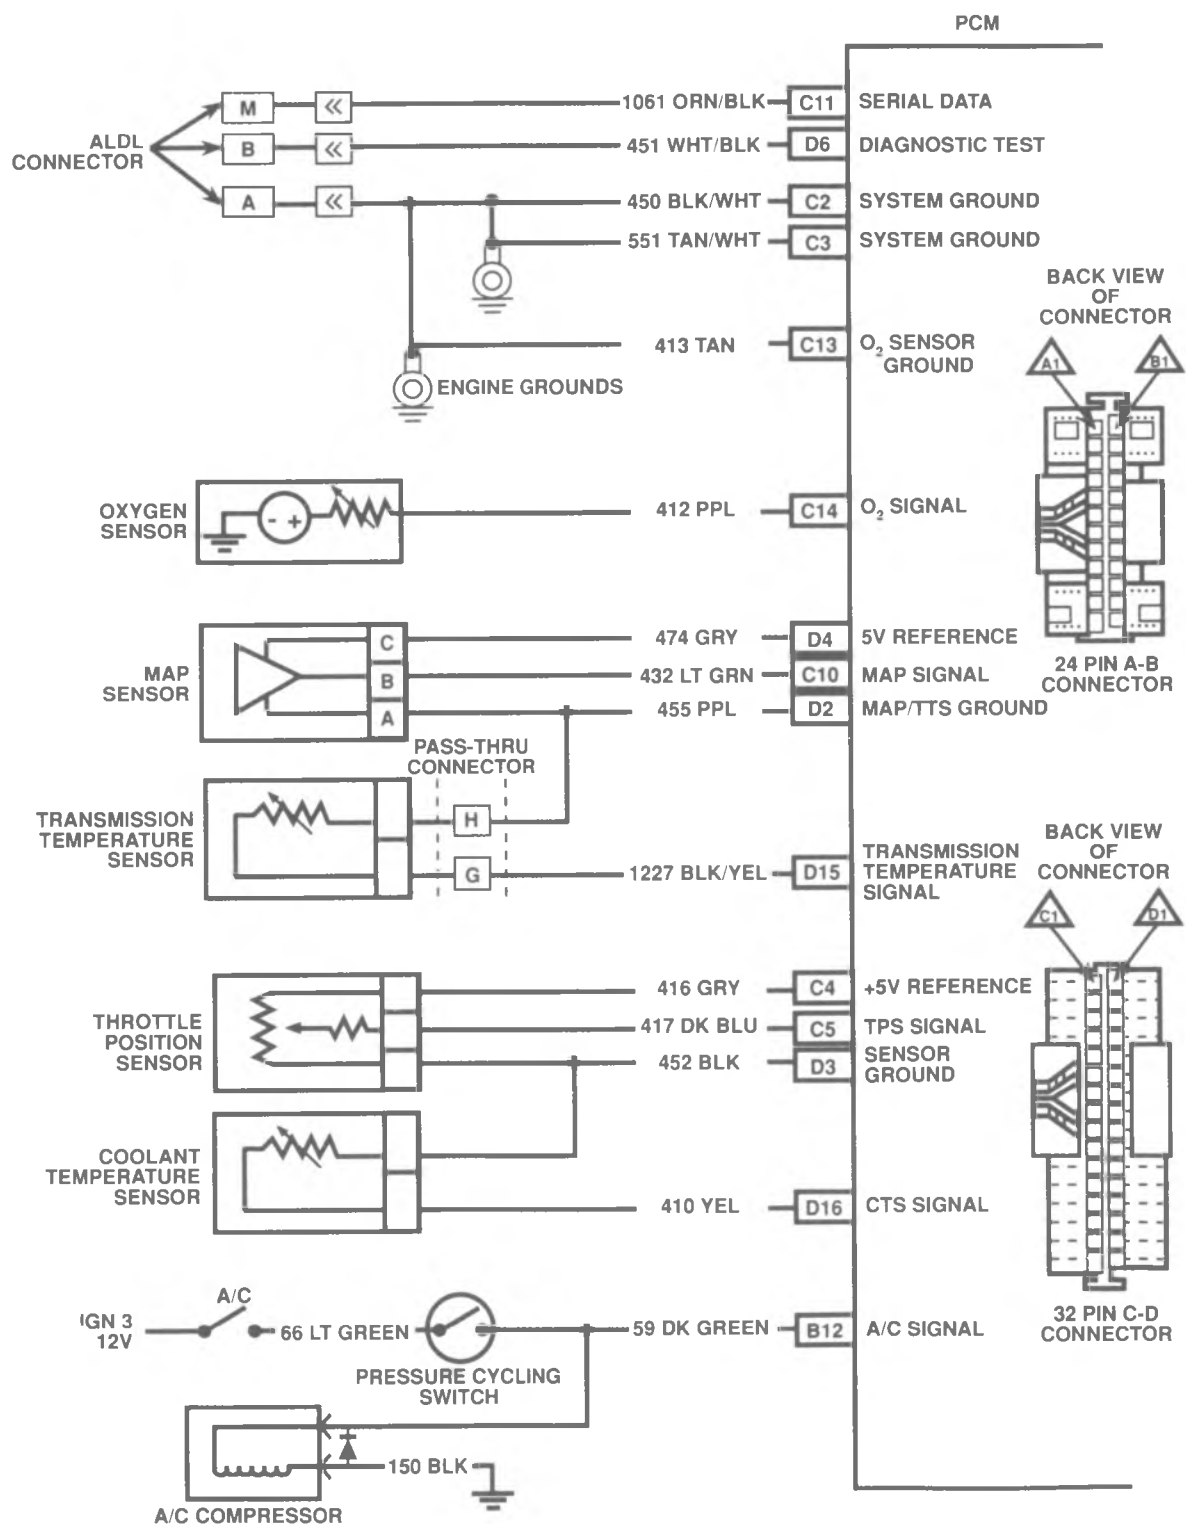 PCM
M
1061 ORN/BLK
C11
SERIAL DATA
ALDL
CONNECTOR
B
451 WHT/BLK
D6
DIAGNOSTIC TEST
A
450 BLK/WHT
C2
SYSTEM GROUND
551 TAN/WHT
C3
SYSTEM GROUND
413 TAN
C13
O2 SENSOR
GROUND
ENGINE GROUNDS
BACK VIEW
OF
CONNECTOR
A1
B1
24 PIN A-B
CONNECTOR
OXYGEN
SENSOR
- +
412 PPL
C14
O2 SIGNAL
MAP
SENSOR
C
474 GRY
D4
5V REFERENCE
B
432 LT GRN
C10
MAP SIGNAL
A
455 PPL
D2
MAP/TTS GROUND
PASS-THRU
CONNECTOR
TRANSMISSION
TEMPERATURE
SENSOR
H
G
1227 BLK/YEL
D15
TRANSMISSION
TEMPERATURE
SIGNAL
BACK VIEW
OF
CONNECTOR
C1
D1
32 PIN C-D
CONNECTOR
THROTTLE
POSITION
SENSOR
416 GRY
C4
+5V REFERENCE
417 DK BLU
C5
TPS SIGNAL
452 BLK
D3
SENSOR
GROUND
COOLANT
TEMPERATURE
SENSOR
410 YEL
D16
CTS SIGNAL
IGN 3
12V
A/C
66 LT GREEN
PRESSURE CYCLING
SWITCH
59 DK GREEN
B12
A/C SIGNAL
150 BLK
A/C COMPRESSOR